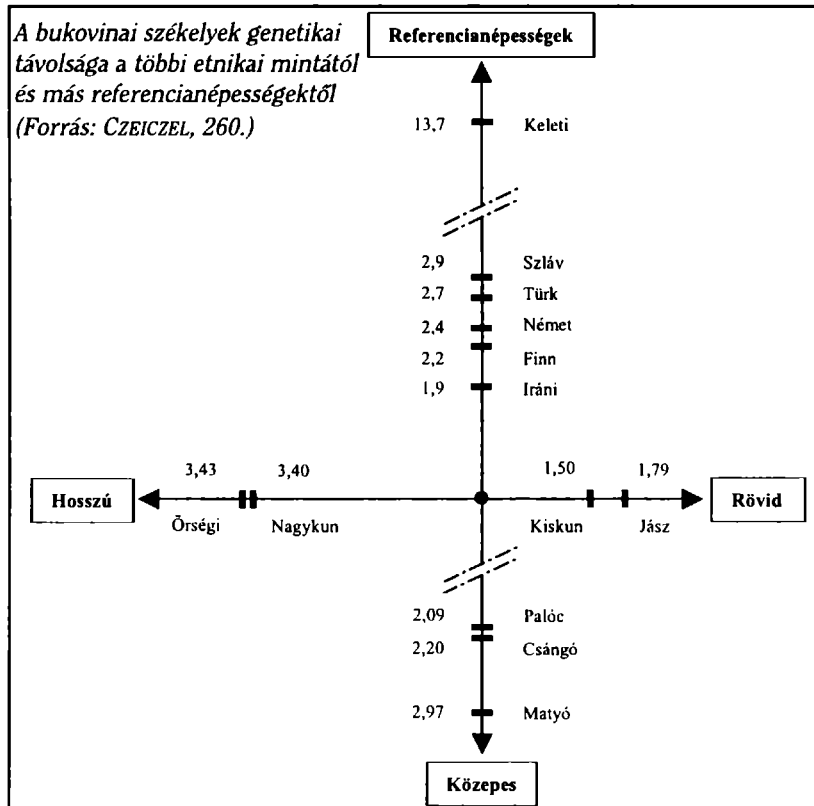 A bukovinai székelyek genetikai
távolsága a többi etnikai mintától
és más referencianépességektől
(Forrás: CZEICZEL, 260.)
Referencianépességek
13,7 Keleti
2,9 Szláv
2,7 Türk
2,4 Német
2,2 Finn
1,9 Iráni
3,43 3,40 1,50 1,79
Hosszú Rövid
Őrségi Nagykun Kiskun Jász
2,09 Palóc
2,20 Csángó
2,97 Matyó
Közepes